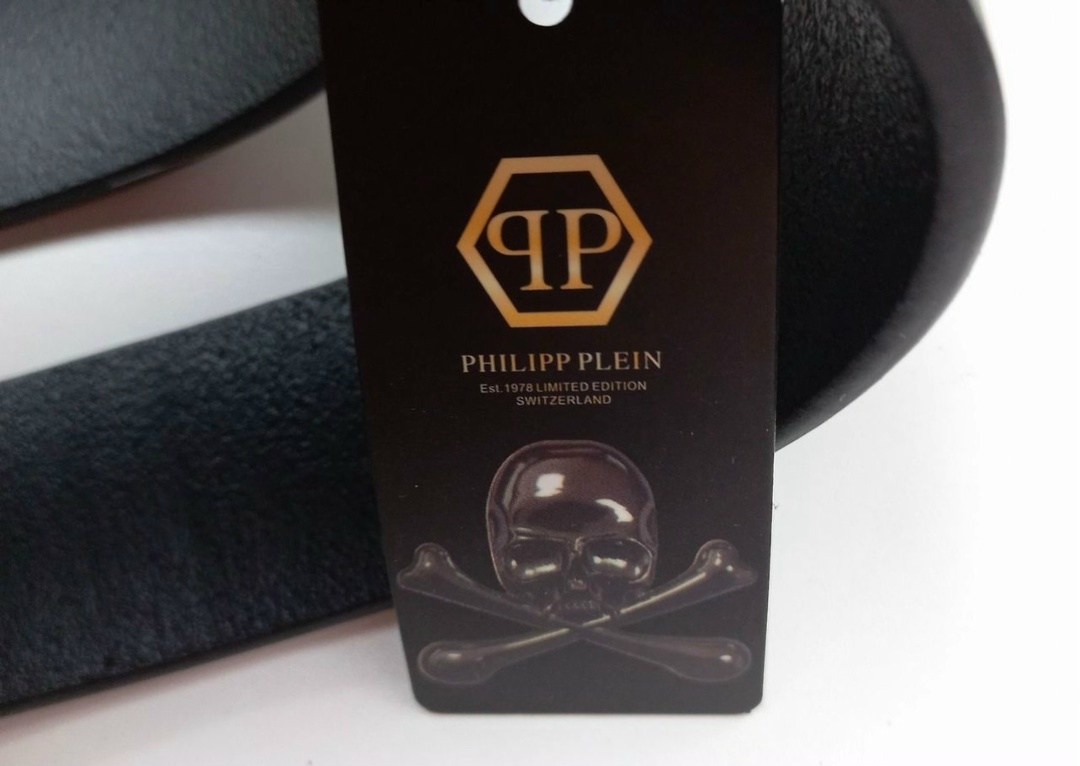 PP
PHILIPP PLEIN
Est.1978 LIMITED EDITION
SWITZERLAND